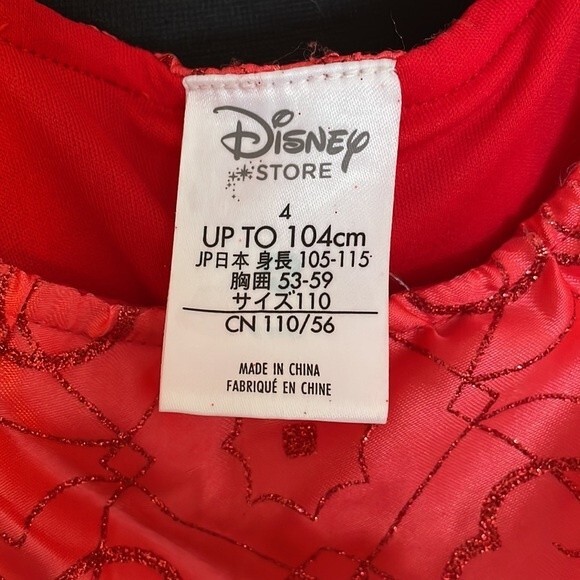 Disney
STORE
4
UP TO 104cm
JP日本 身長 105-115
胸囲 53-59
サイズ110
CN 110/56
MADE IN CHINA
FABRIQUÉ EN CHINE